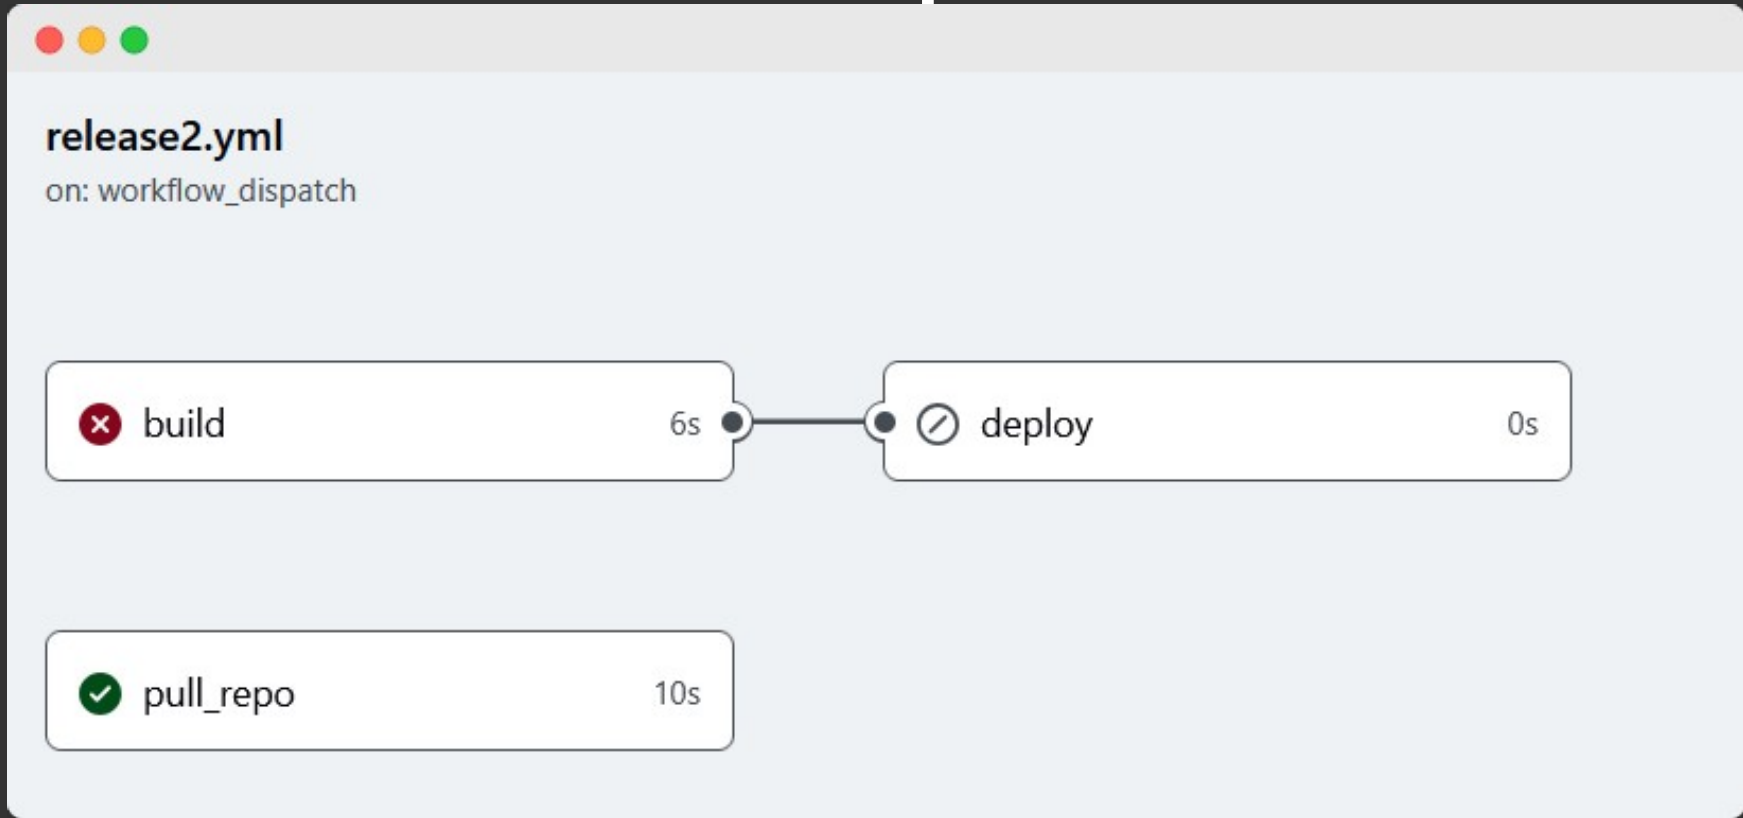 release2.yml
on: workflow_dispatch
build 6s
deploy 0s
pull_repo 10s